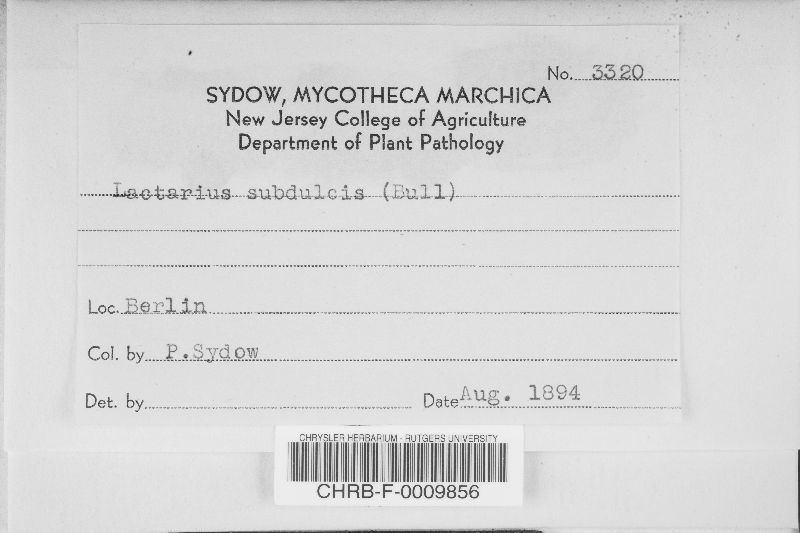 No. 3320
SYDOW, MYCOTHECA MARCHICA
New Jersey College of Agriculture
Department of Plant Pathology
Lactarius subdulcis (Bull)
Loc. Berlin
Col. by P.Sydow
Det. by Date Aug. 1894
CHRYSLER HERBARIUM - RUTGERS UNIVERSITY
CHRB-F-0009856